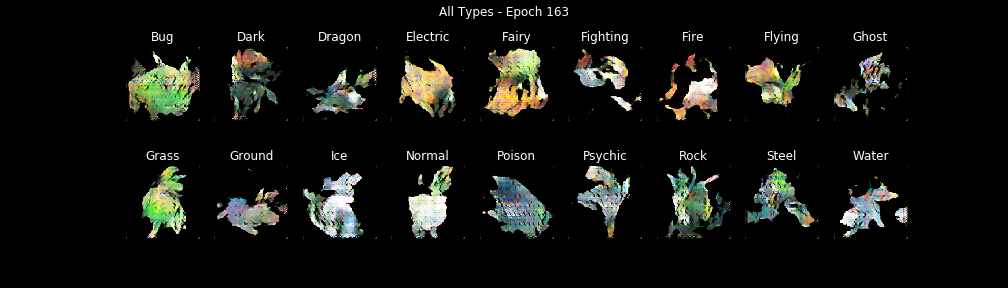 All Types - Epoch 163
Bug Dark Dragon Electric Fairy Fighting Fire Flying Ghost
Grass Ground Ice Normal Poison Psychic Rock Steel Water